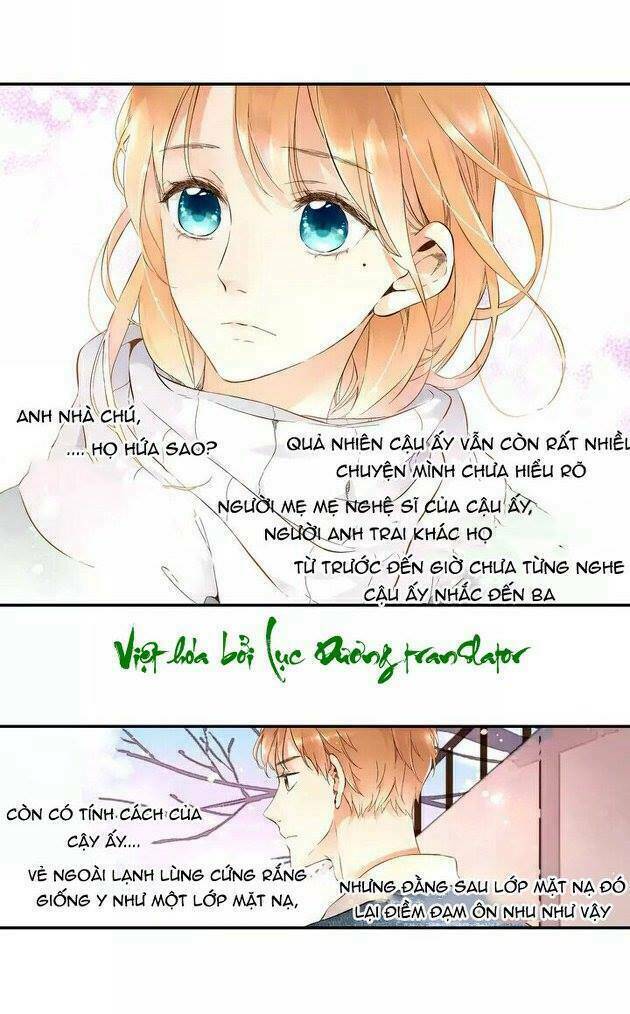 ANH NHÀ CHÚ,
.... HỌ HỨA SAO?
QUẢ NHIÊN CẬU ẤY VẪN CÒN RẤT NHIỀU
CHUYỆN MÌNH CHƯA HIỂU RÕ
NGƯỜI MẸ MẸ NGHỆ SĨ CỦA CẬU ẤY,
NGƯỜI ANH TRAI KHÁC HỌ
TỪ TRƯỚC ĐẾN GIỜ CHƯA TỪNG NGHE
CẬU ẤY NHẮC ĐẾN BA
Việt hóa bởi Lục Dương translator
CÒN CÓ TÍNH CÁCH CỦA
CẬY ẤY....
VẺ NGOÀI LẠNH LÙNG CỨNG RẮNG
GIỐNG Y NHƯ MỘT LỚP MẶT NẠ,
NHƯNG ĐẰNG SAU LỚP MẶT NẠ ĐÓ
LẠI ĐIỀM ĐẠM ÔN NHU NHƯ VẬY